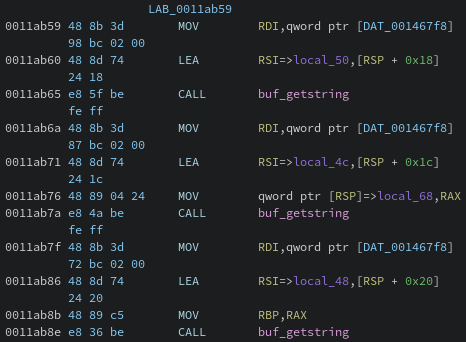 LAB_0011ab59
0011ab59 48 8b 3d MOV RDI,qword ptr [DAT_001467f8]
98 bc 02 00
0011ab60 48 8d 74 LEA RSI=>local_50,[RSP + 0x18]
24 18
0011ab65 e8 5f be CALL buf_getstring
fe ff
0011ab6a 48 8b 3d MOV RDI,qword ptr [DAT_001467f8]
87 bc 02 00
0011ab71 48 8d 74 LEA RSI=>local_4c,[RSP + 0x1c]
24 1c
0011ab76 48 89 04 24 MOV qword ptr [RSP]=>local_68,RAX
0011ab7a e8 4a be CALL buf_getstring
fe ff
0011ab7f 48 8b 3d MOV RDI,qword ptr [DAT_001467f8]
72 bc 02 00
0011ab86 48 8d 74 LEA RSI=>local_48,[RSP + 0x20]
24 20
0011ab8b 48 89 c5 MOV RBP,RAX
0011ab8e e8 36 be CALL buf_getstring